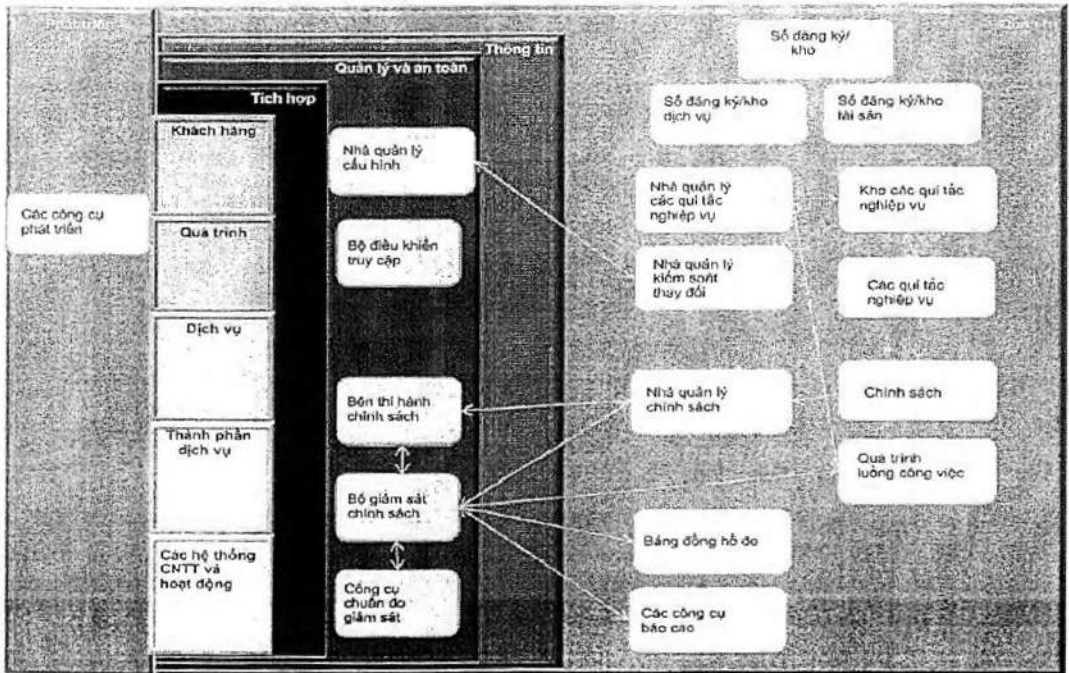 Phát triển
Thông tin
Quản lý và an toàn
Tích hợp
Khách hàng
Quá trình
Dịch vụ
Thành phần
dịch vụ
Các hệ thống
CNTT và
hoạt động
Các công cụ
phát triển
Nhà quản lý
cấu hình
Bộ điều khiển
truy cập
Bên thi hành
chính sách
Bộ giám sát
chính sách
Công cụ
chuẩn đo
giám sát
Sổ đăng ký/
kho
Sổ đăng ký/kho
dịch vụ
Sổ đăng ký/kho
tài sản
Nhà quản lý
các qui tắc
nghiệp vụ
Kho các qui tắc
nghiệp vụ
Nhà quản lý
kiểm soát
thay đổi
Các qui tắc
nghiệp vụ
Nhà quản lý
chính sách
Chính sách
Quá trình
luồng công việc
Bảng đồng hồ đo
Các công cụ
báo cáo